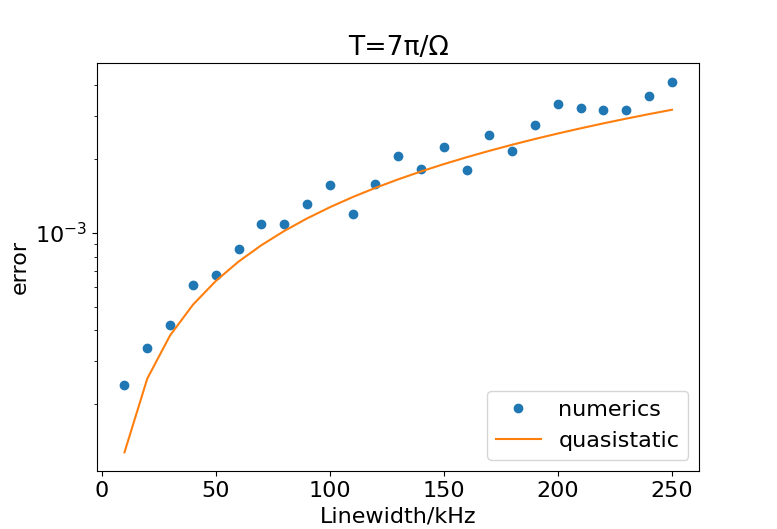 T=7π/Ω
error
10⁻³
0 50 100 150 200 250
Linewidth/kHz
numerics
quasistatic